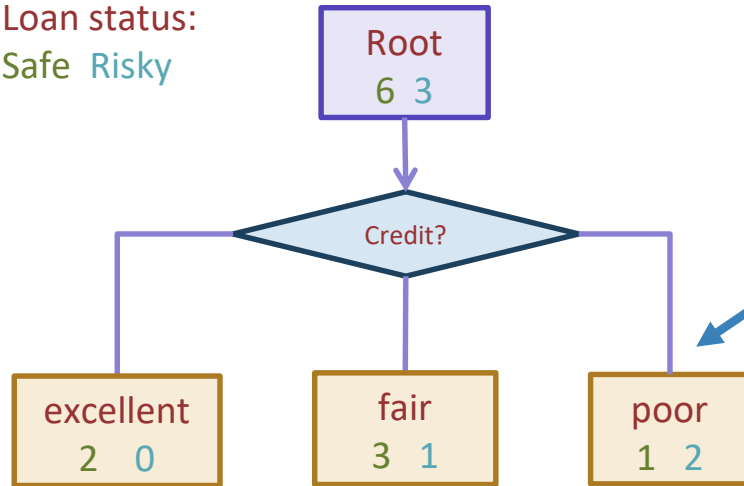 Loan status:
Safe Risky
Root
6 3
Credit?
excellent
2 0
fair
3 1
poor
1 2